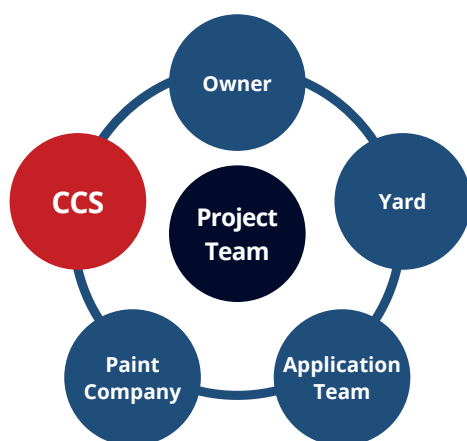 Owner
CCS
Yard
Project
Team
Paint
Company
Application
Team